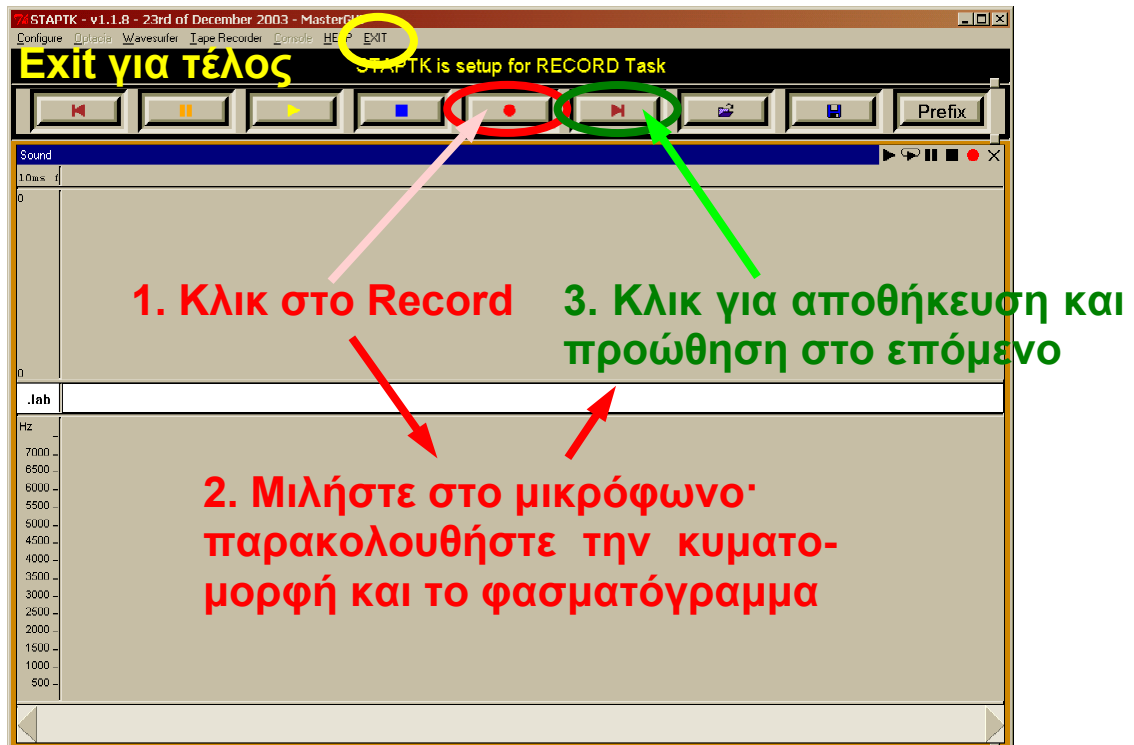 STAPTK - v1.1.8 - 23rd of December 2003 -
Configure Wavesurfer Tape Recorder Console EXIT
Exit για τέλος
STAPTK is setup for RECORD Task
Prefix
Sound
10ms
0
1. Κλικ στο Record
3. Κλικ για αποθήκευση και
προώθηση στο επόμενο
0
.lab
Hz
7000
6500
6000
5500
5000
4500
4000
3500
3000
2500
2000
1500
1000
500
2. Μιλήστε στο μικρόφωνο·
παρακολουθήστε την κυματο-
μορφή και το φασματόγραμμα